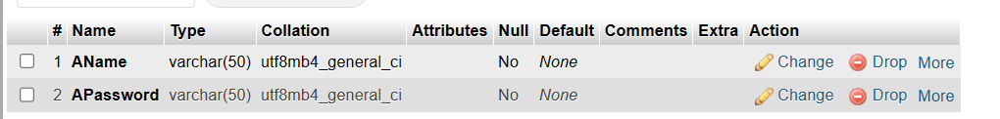 # Name Type Collation Attributes Null Default Comments Extra Action
1 AName varchar(50) utf8mb4_general_ci No None Change Drop More
2 APassword varchar(50) utf8mb4_general_ci No None Change Drop More